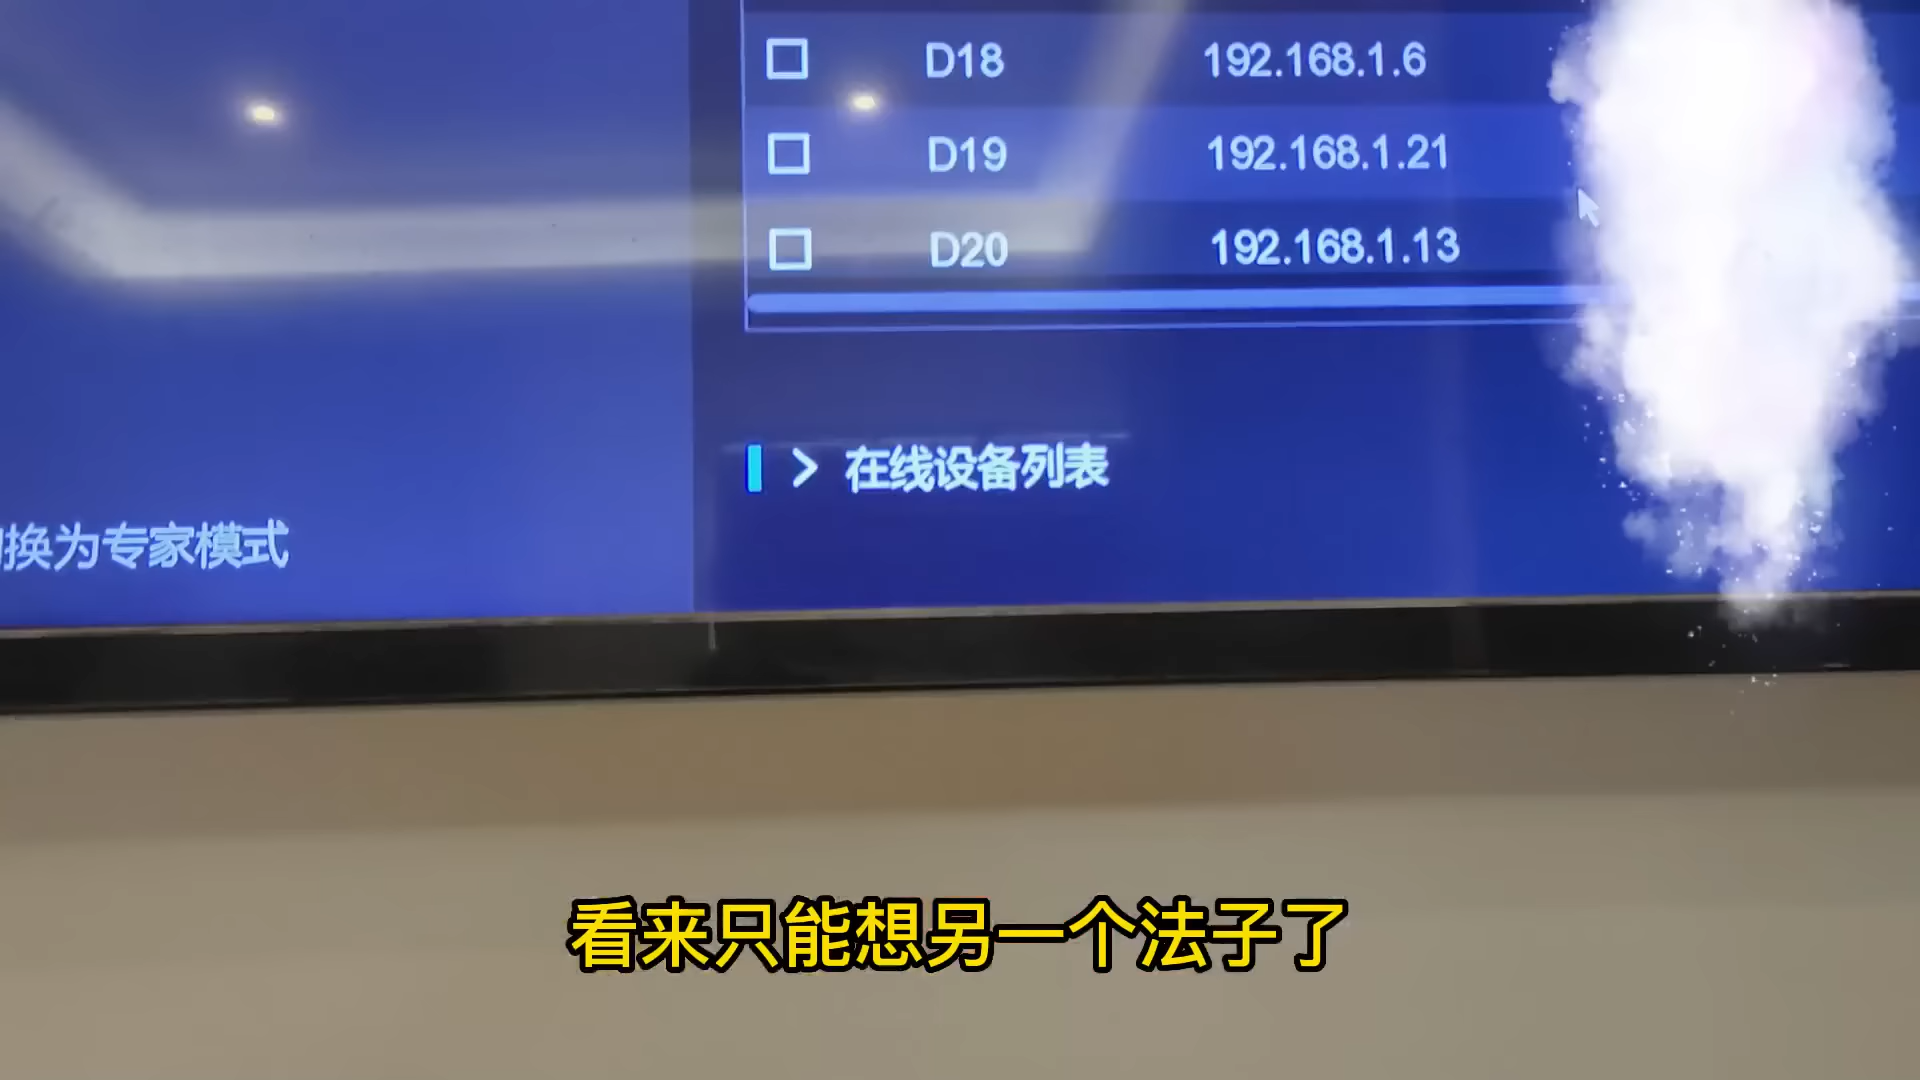 D18 192.168.1.6
D19 192.168.1.21
D20 192.168.1.13
在线设备列表
切换为专家模式
看来只能想另一个法子了